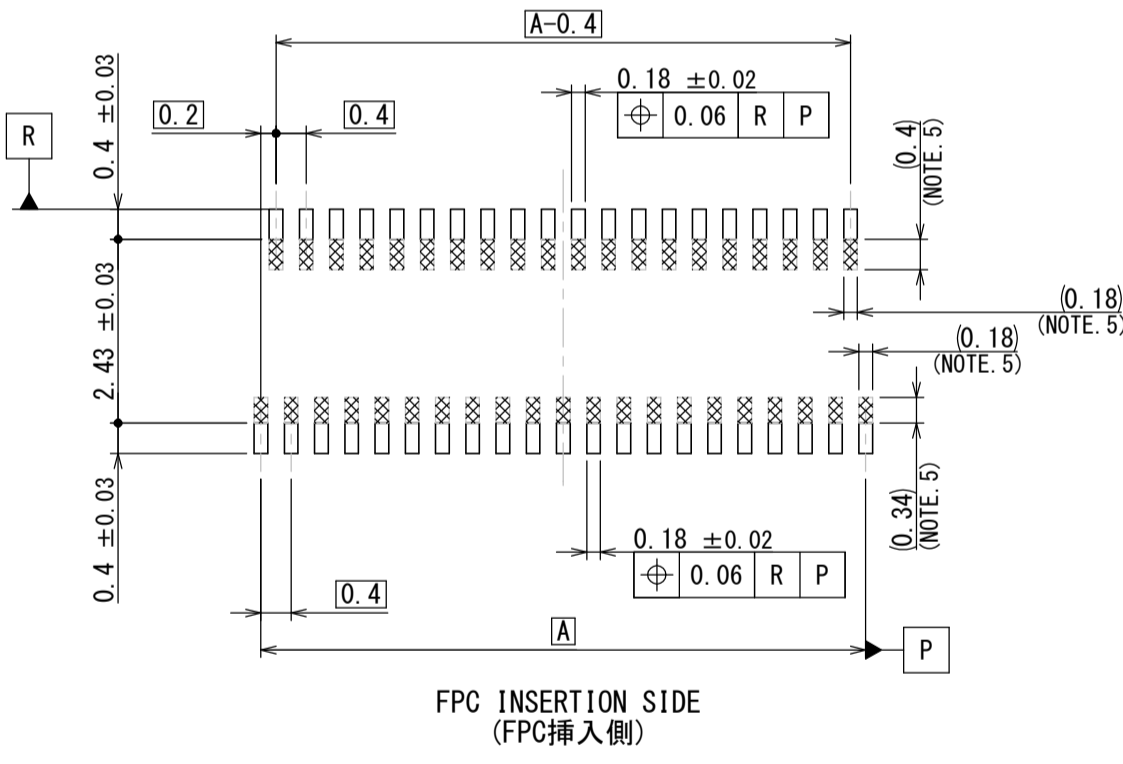 A-0.4
0.4 ±0.03
0.18 ±0.02
0.2
0.4
0.06 R P
R
(0.4)
(NOTE.5)
2.43 ±0.03
(0.18)
(NOTE.5)
(0.18)
(NOTE.5)
0.4 ±0.03
(0.34)
(NOTE.5)
0.18 ±0.02
0.06 R P
0.4
A
P
FPC INSERTION SIDE
(FPC挿入側)